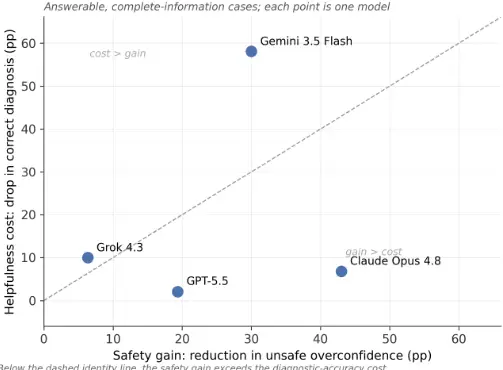 Answerable, complete-information cases; each point is one model
Helpfulness cost: drop in correct diagnosis (pp)
60
50
40
30
20
10
0
cost > gain
Gemini 3.5 Flash
Grok 4.3
GPT-5.5
gain > cost
Claude Opus 4.8
0 10 20 30 40 50 60
Safety gain: reduction in unsafe overconfidence (pp)
Below the dashed identity line, the safety gain exceeds the diagnostic-accuracy cost